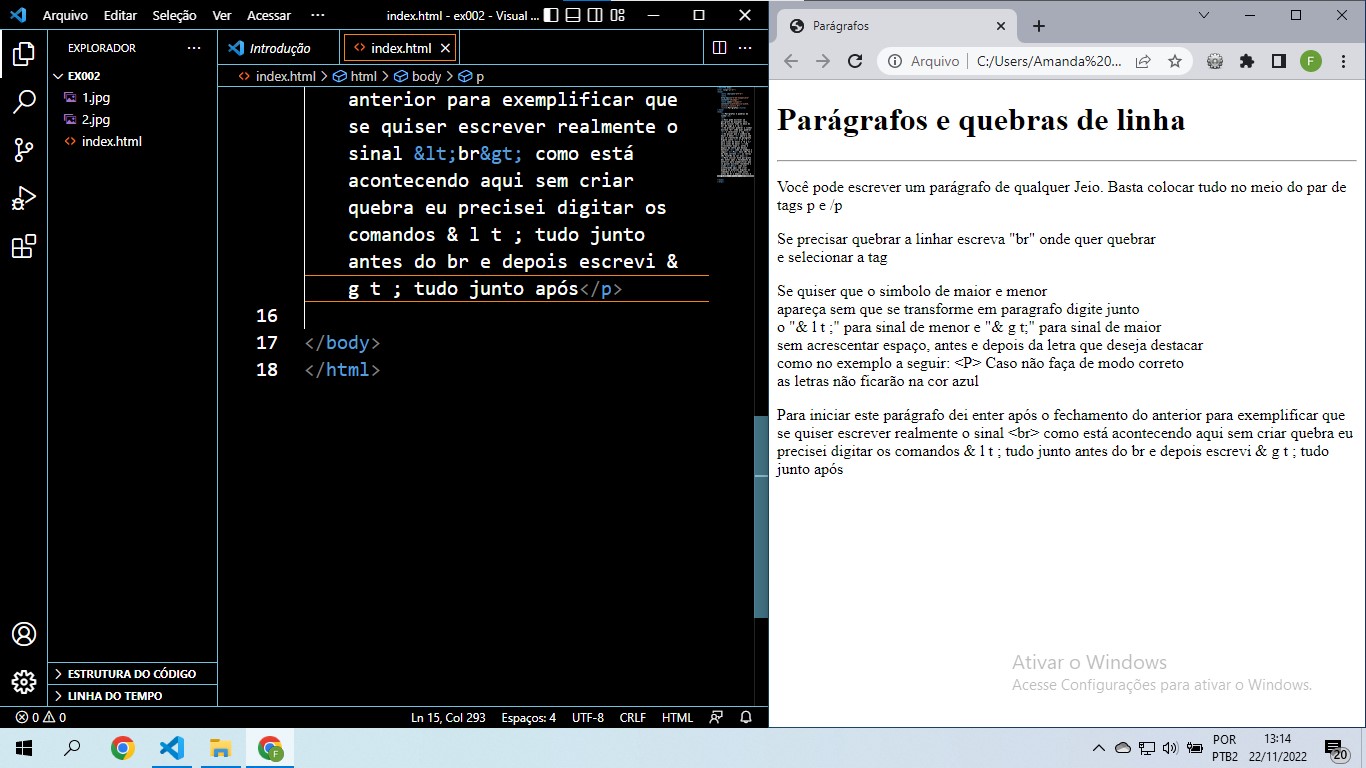 Arquivo Editar Seleção Ver Acessar ··· index.html - ex002 - Visual ...
EXPLORADOR ···
EX002
1.jpg
2.jpg
index.html
ESTRUTURA DO CÓDIGO
LINHA DO TEMPO
Introdução index.html
index.html > html > body > p
anterior para exemplificar que
se quiser escrever realmente o
sinal &lt;br&gt; como está
acontecendo aqui sem criar
quebra eu precisei digitar os
comandos & l t ; tudo junto
antes do br e depois escrevi &
g t ; tudo junto após</p>
16
17 </body>
18 </html>
0 0 Ln 15, Col 293 Espaços: 4 UTF-8 CRLF HTML
Parágrafos
Arquivo | C:/Users/Amanda%20... F
Parágrafos e quebras de linha
Você pode escrever um parágrafo de qualquer Jeio. Basta colocar tudo no meio do par de
tags p e /p
Se precisar quebrar a linhar escreva "br" onde quer quebrar
e selecionar a tag
Se quiser que o simbolo de maior e menor
apareça sem que se transforme em paragrafo digite junto
o "& l t ;" para sinal de menor e "& g t;" para sinal de maior
sem acrescentar espaço, antes e depois da letra que deseja destacar
como no exemplo a seguir: <P> Caso não faça de modo correto
as letras não ficarão na cor azul
Para iniciar este parágrafo dei enter após o fechamento do anterior para exemplificar que
se quiser escrever realmente o sinal <br> como está acontecendo aqui sem criar quebra eu
precisei digitar os comandos & l t ; tudo junto antes do br e depois escrevi & g t ; tudo
junto após
Ativar o Windows
Acesse Configurações para ativar o Windows.
F
POR
PTB2
13:14
22/11/2022
20